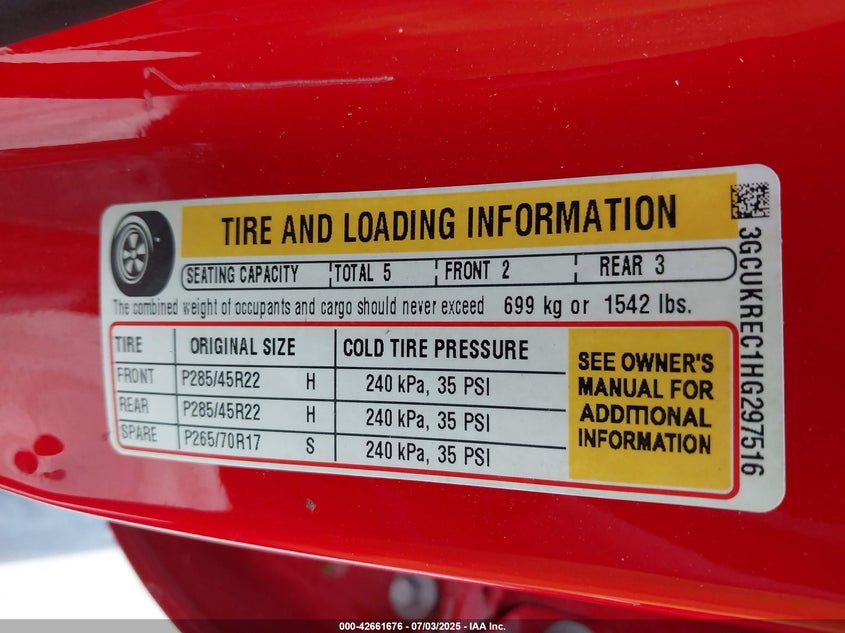 TIRE AND LOADING INFORMATION
SEATING CAPACITY TOTAL 5 FRONT 2 REAR 3
The combined weight of occupants and cargo should never exceed 699 kg or 1542 lbs.
TIRE ORIGINAL SIZE COLD TIRE PRESSURE
FRONT P285/45R22 H 240 kPa, 35 PSI
REAR P285/45R22 H 240 kPa, 35 PSI
SPARE P265/70R17 S 240 kPa, 35 PSI
SEE OWNER'S
MANUAL FOR
ADDITIONAL
INFORMATION
3GCUKREC1HG297516
000-42661676 - 07/03/2025 - IAA Inc.